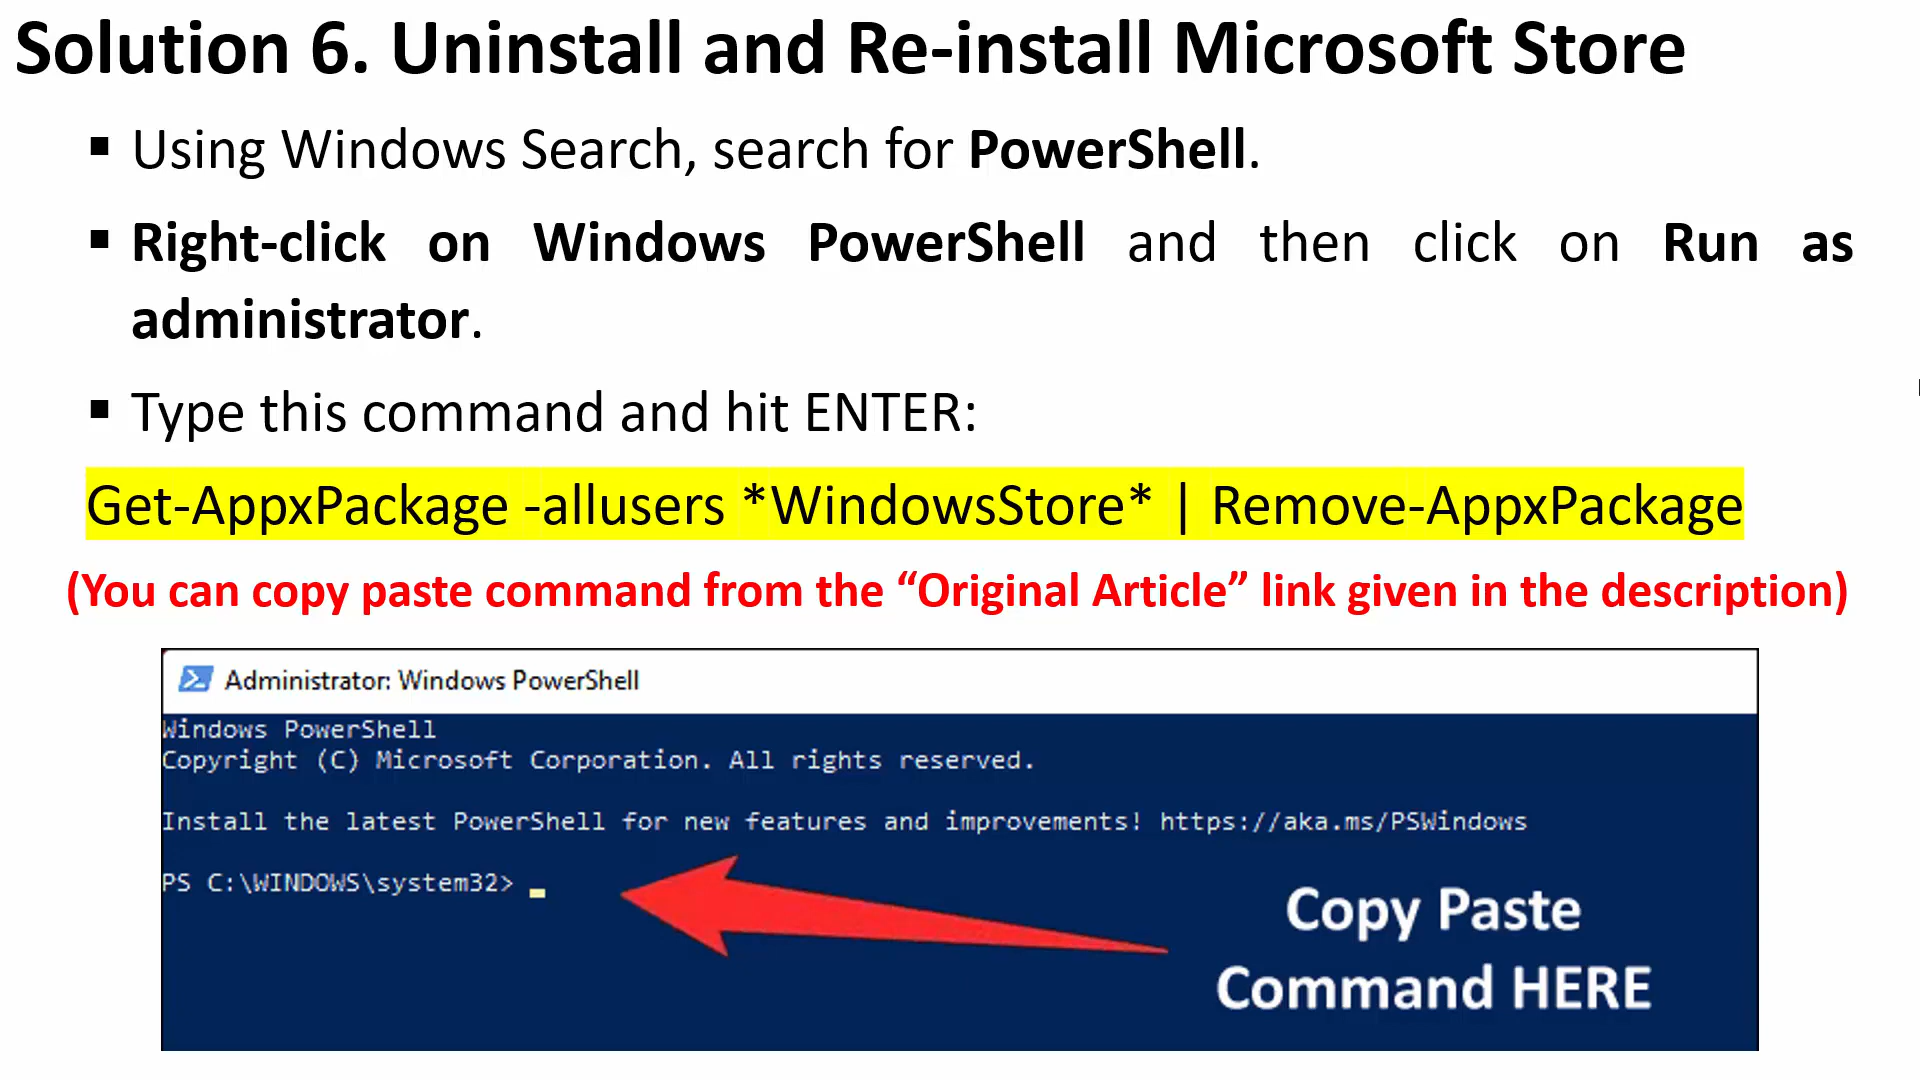 Solution 6. Uninstall and Re-install Microsoft Store
▪ Using Windows Search, search for PowerShell.
▪ Right-click on Windows PowerShell and then click on Run as
administrator.
▪ Type this command and hit ENTER:
Get-AppxPackage -allusers *WindowsStore* | Remove-AppxPackage
(You can copy paste command from the “Original Article” link given in the description)
Administrator: Windows PowerShell
Windows PowerShell
Copyright (C) Microsoft Corporation. All rights reserved.
Install the latest PowerShell for new features and improvements! https://aka.ms/PSWindows
PS C:\WINDOWS\system32> _
Copy Paste
Command HERE